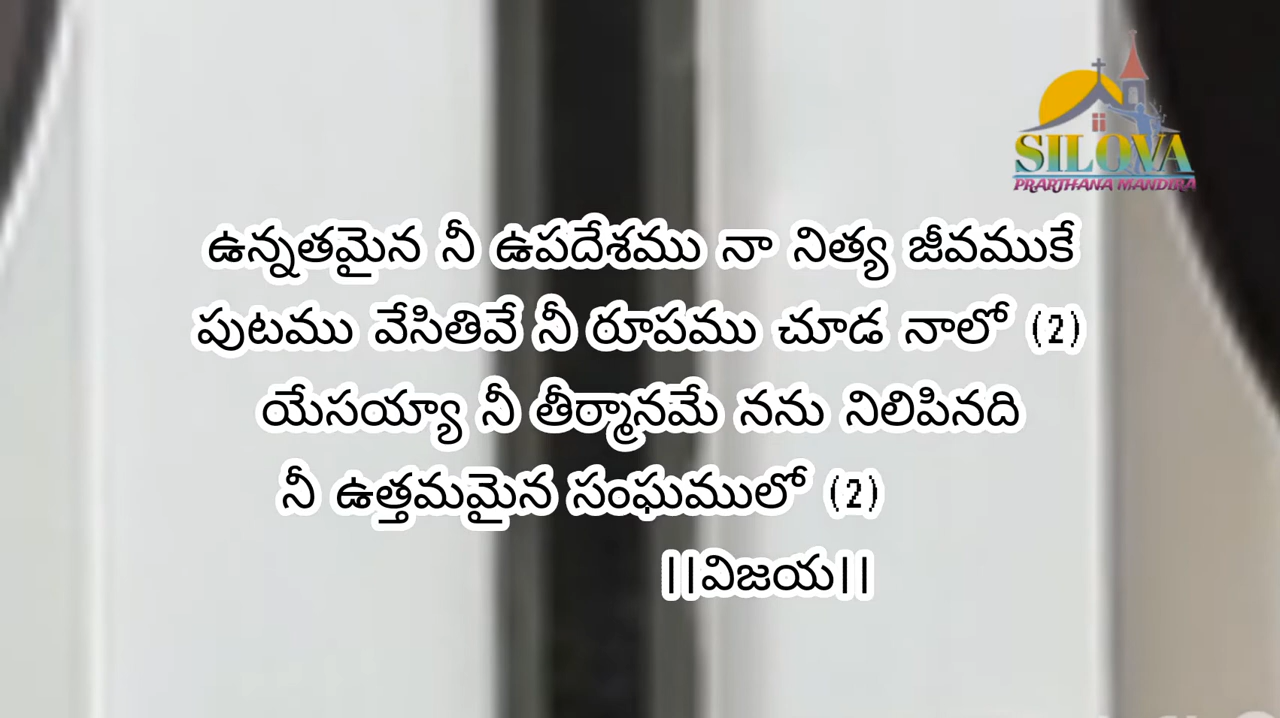 SILOVA
PRARTHANA MANDIRA
ఉన్నతమైన నీ ఉపదేశము నా నిత్య జీవముకే
పుటము వేసితివే నీ రూపము చూడ నాలో (2)
యేసయ్యా నీ తీర్మానమే నను నిలిపినది
నీ ఉత్తమమైన సంఘములో (2)
||విజయ||